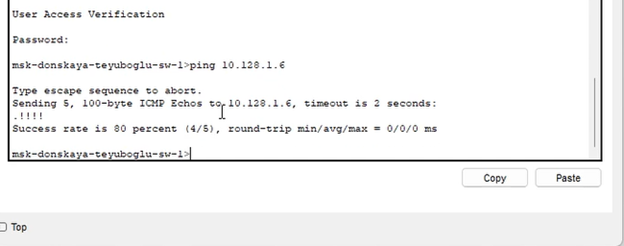 User Access Verification
Password:
msk-donskaya-teyuboglu-sw-1>ping 10.128.1.6
Type escape sequence to abort.
Sending 5, 100-byte ICMP Echos to 10.128.1.6, timeout is 2 seconds:
.!!!!
Success rate is 80 percent (4/5), round-trip min/avg/max = 0/0/0 ms
msk-donskaya-teyuboglu-sw-1>
Copy Paste
Top